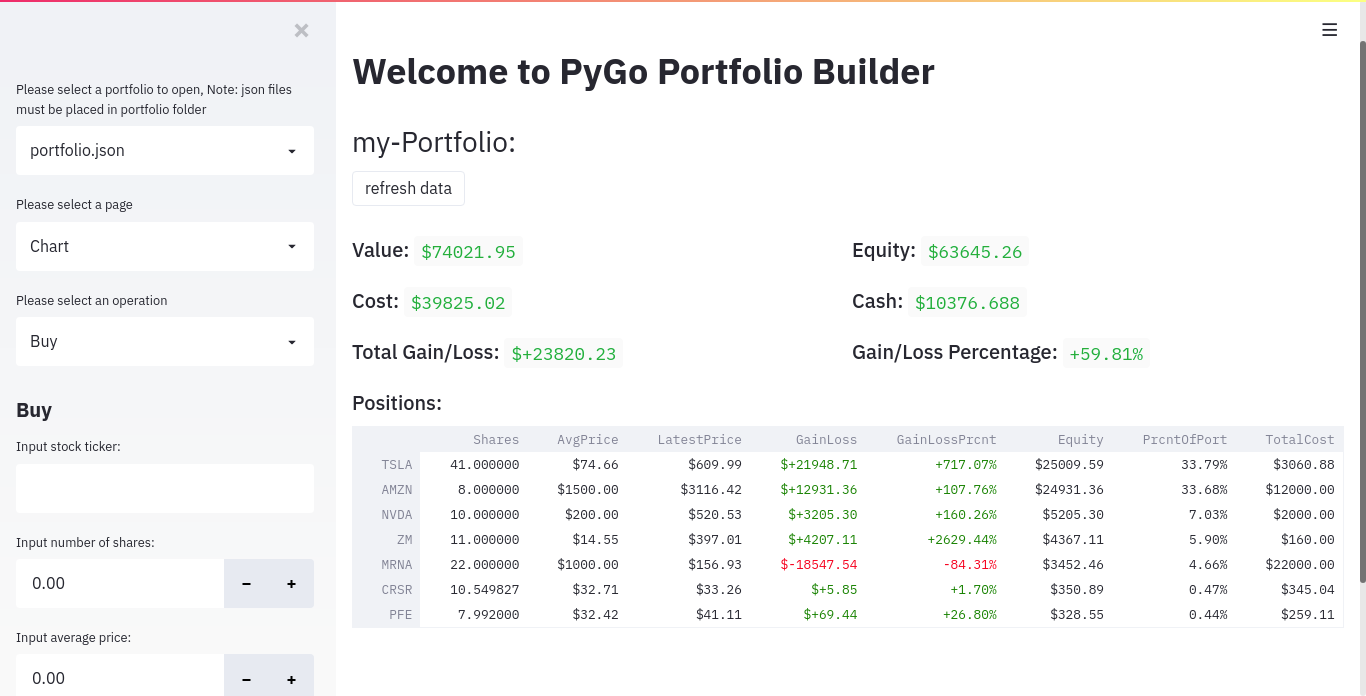 Please select a portfolio to open, Note: json files
must be placed in portfolio folder
portfolio.json
Please select a page
Chart
Please select an operation
Buy
Buy
Input stock ticker:
Input number of shares:
0.00 − +
Input average price:
0.00 − +
Welcome to PyGo Portfolio Builder
my-Portfolio:
refresh data
Value: $74021.95 Equity: $63645.26
Cost: $39825.02 Cash: $10376.688
Total Gain/Loss: $+23820.23 Gain/Loss Percentage: +59.81%
Positions:
Shares AvgPrice LatestPrice GainLoss GainLossPrcnt Equity PrcntOfPort TotalCost
TSLA 41.000000 $74.66 $609.99 $+21948.71 +717.07% $25009.59 33.79% $3060.88
AMZN 8.000000 $1500.00 $3116.42 $+12931.36 +107.76% $24931.36 33.68% $12000.00
NVDA 10.000000 $200.00 $520.53 $+3205.30 +160.26% $5205.30 7.03% $2000.00
ZM 11.000000 $14.55 $397.01 $+4207.11 +2629.44% $4367.11 5.90% $160.00
MRNA 22.000000 $1000.00 $156.93 $-18547.54 -84.31% $3452.46 4.66% $22000.00
CRSR 10.549827 $32.71 $33.26 $+5.85 +1.70% $350.89 0.47% $345.04
PFE 7.992000 $32.42 $41.11 $+69.44 +26.80% $328.55 0.44% $259.11